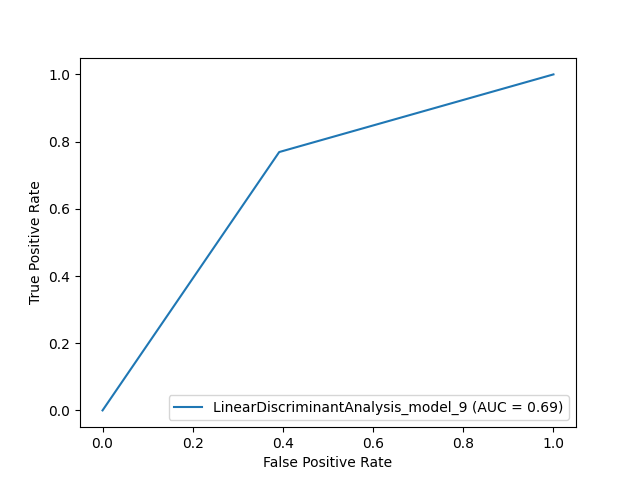 1.0
0.8
0.6
0.4
0.2
0.0
True Positive Rate
LinearDiscriminantAnalysis_model_9 (AUC = 0.69)
0.0 0.2 0.4 0.6 0.8 1.0
False Positive Rate